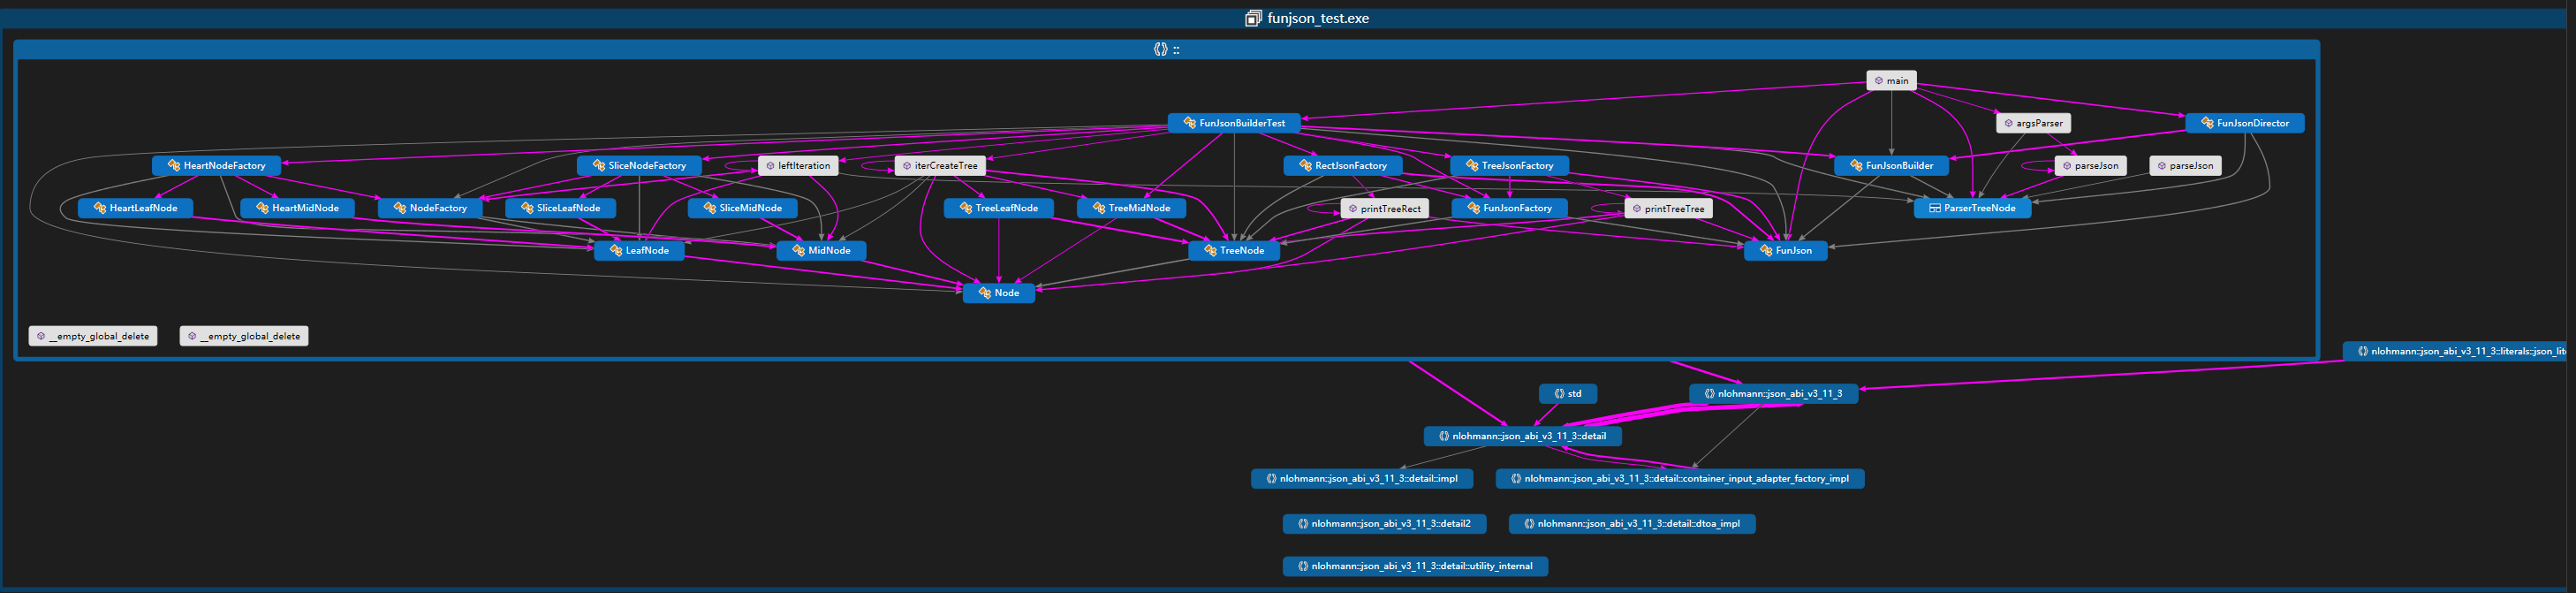 funjson_test.exe
::
main
FunJsonBuilderTest
argsParser
FunJsonDirector
HeartNodeFactory
SliceNodeFactory
leftIteration
iterCreateTree
RectJsonFactory
TreeJsonFactory
FunJsonBuilder
parseJson
parseJson
HeartLeafNode
HeartMidNode
NodeFactory
SliceLeafNode
SliceMidNode
TreeLeafNode
TreeMidNode
printTreeRect
FunJsonFactory
printTreeTree
ParserTreeNode
LeafNode
MidNode
TreeNode
FunJson
Node
__empty_global_delete
__empty_global_delete
nlohmann::json_abi_v3_11_3::literals::json_lit
std
nlohmann::json_abi_v3_11_3
nlohmann::json_abi_v3_11_3::detail
nlohmann::json_abi_v3_11_3::detail::impl
nlohmann::json_abi_v3_11_3::detail::container_input_adapter_factory_impl
nlohmann::json_abi_v3_11_3::detail2
nlohmann::json_abi_v3_11_3::detail::dtoa_impl
nlohmann::json_abi_v3_11_3::detail::utility_internal